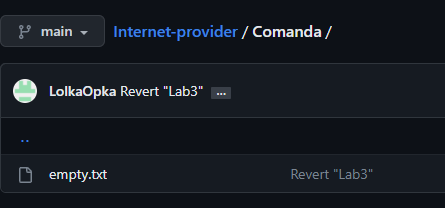 main Internet-provider / Comanda /
LolkaOpka Revert "Lab3" ...
..
empty.txt Revert "Lab3"